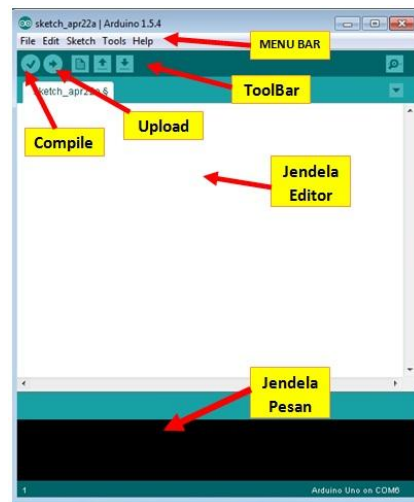 sketch_apr22a | Arduino 1.5.4
File Edit Sketch Tools Help
MENU BAR
ToolBar
sketch_apr22a §
Upload
Compile
Jendela
Editor
Jendela
Pesan
1
Arduino Uno on COM6